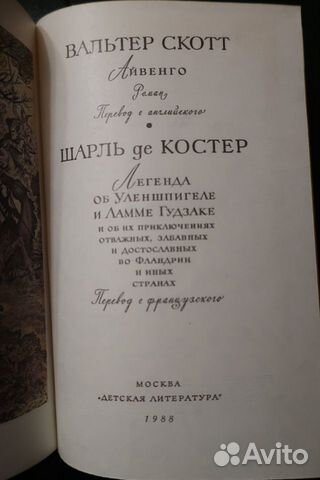 ВАЛЬТЕР СКОТТ
АЙВЕНГО
Роман
Перевод с английского
ШАРЛЬ де КОСТЕР
ЛЕГЕНДА
ОБ УЛЕНШПИГЕЛЕ
И ЛАММЕ ГУДЗАКЕ
И ОБ ИХ ПРИКЛЮЧЕНИЯХ
ОТВАЖНЫХ, ЗАБАВНЫХ
И ДОСТОСЛАВНЫХ
ВО ФЛАНДРИИ
И ИНЫХ
СТРАНАХ
Перевод с французского
МОСКВА
"ДЕТСКАЯ ЛИТЕРАТУРА"
1988
Avito